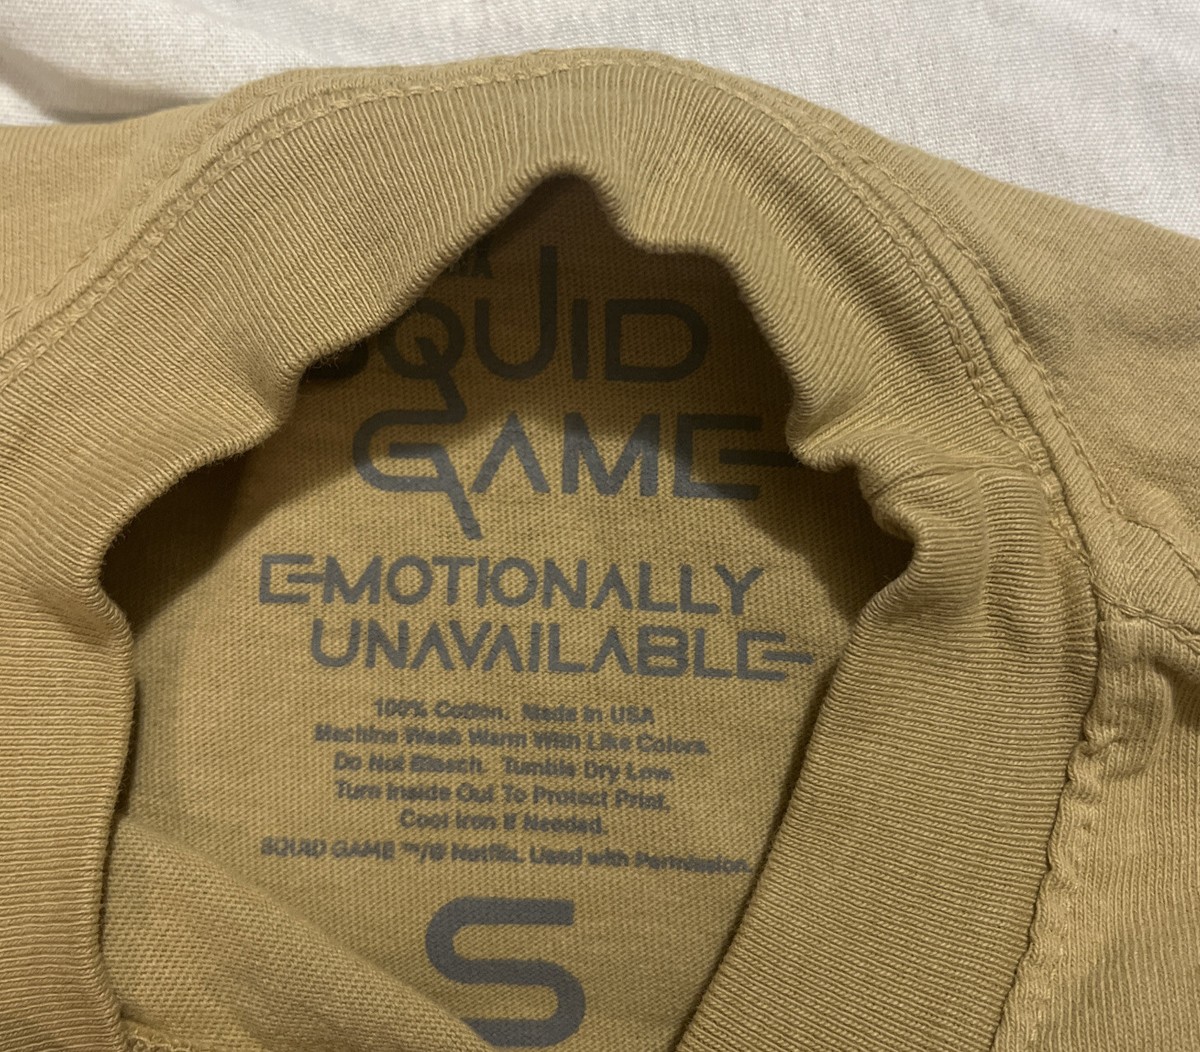 SQUID
GAME
EMOTIONALLY
UNAVAILABLE
100% Cotton. Made in USA
Machine Wash Warm With Like Colors.
Do Not Bleach. Tumble Dry Low.
Turn Inside Out To Protect Print.
Cool Iron If Needed.
SQUID GAME ™/© Netflix. Used with Permission.
S